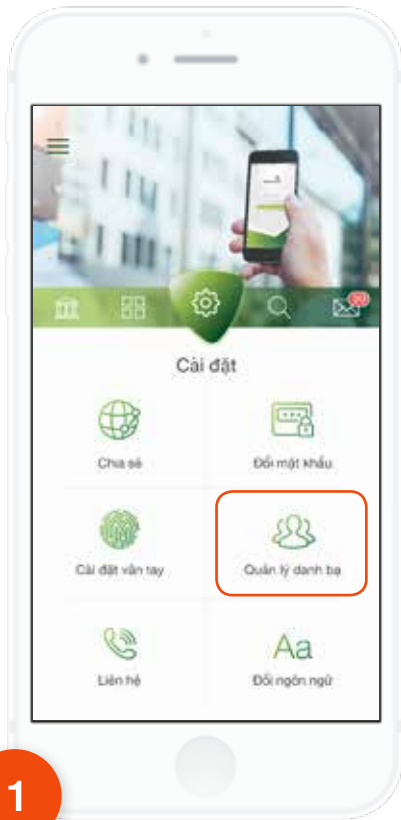 Cài đặt
Chia sẻ
Đổi mật khẩu
Cài đặt vân tay
Quản lý danh bạ
Liên hệ
Aa
Đổi ngôn ngữ
1